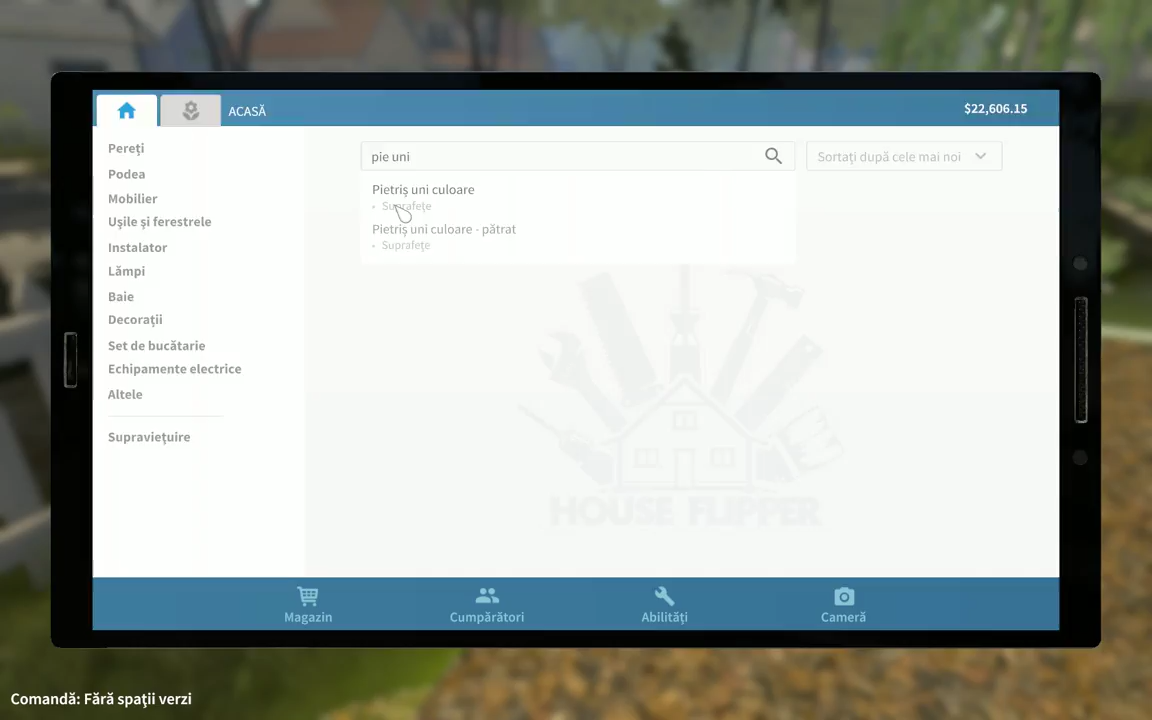 ACASĂ
$22,606.15
Pereți
Podea
Mobilier
Ușile și ferestrele
Instalator
Lămpi
Baie
Decorații
Set de bucătarie
Echipamente electrice
Altele
Supraviețuire
pie uni
Sortați după cele mai noi
Pietriș uni culoare
• Suprafețe
Pietriș uni culoare - pătrat
• Suprafețe
HOUSE FLIPPER
Magazin
Cumpărători
Abilități
Cameră
Comandă: Fără spații verzi